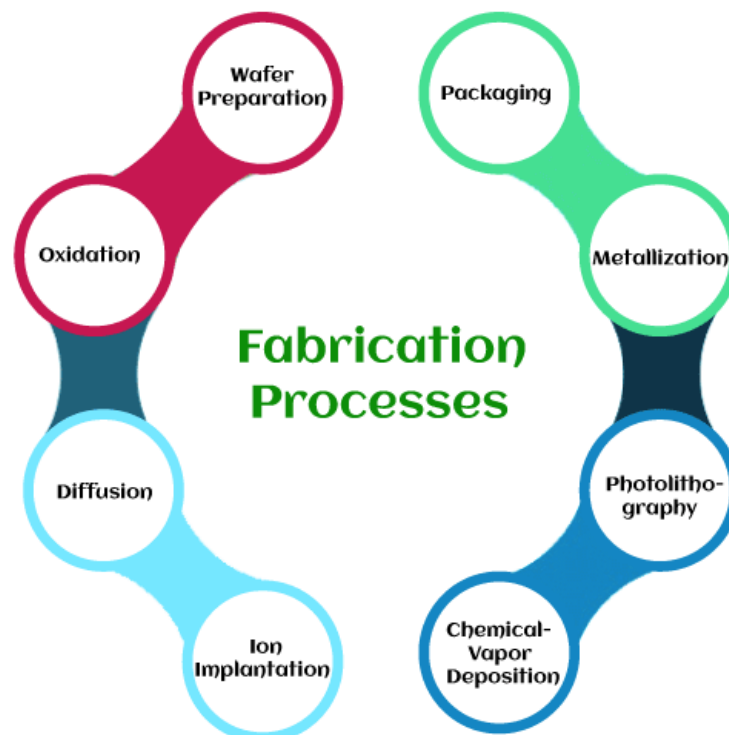 Wafer
Preparation
Oxidation
Diffusion
Ion
Implantation
Chemical-
Vapor
Deposition
Photolitho-
graphy
Metallization
Packaging
Fabrication
Processes